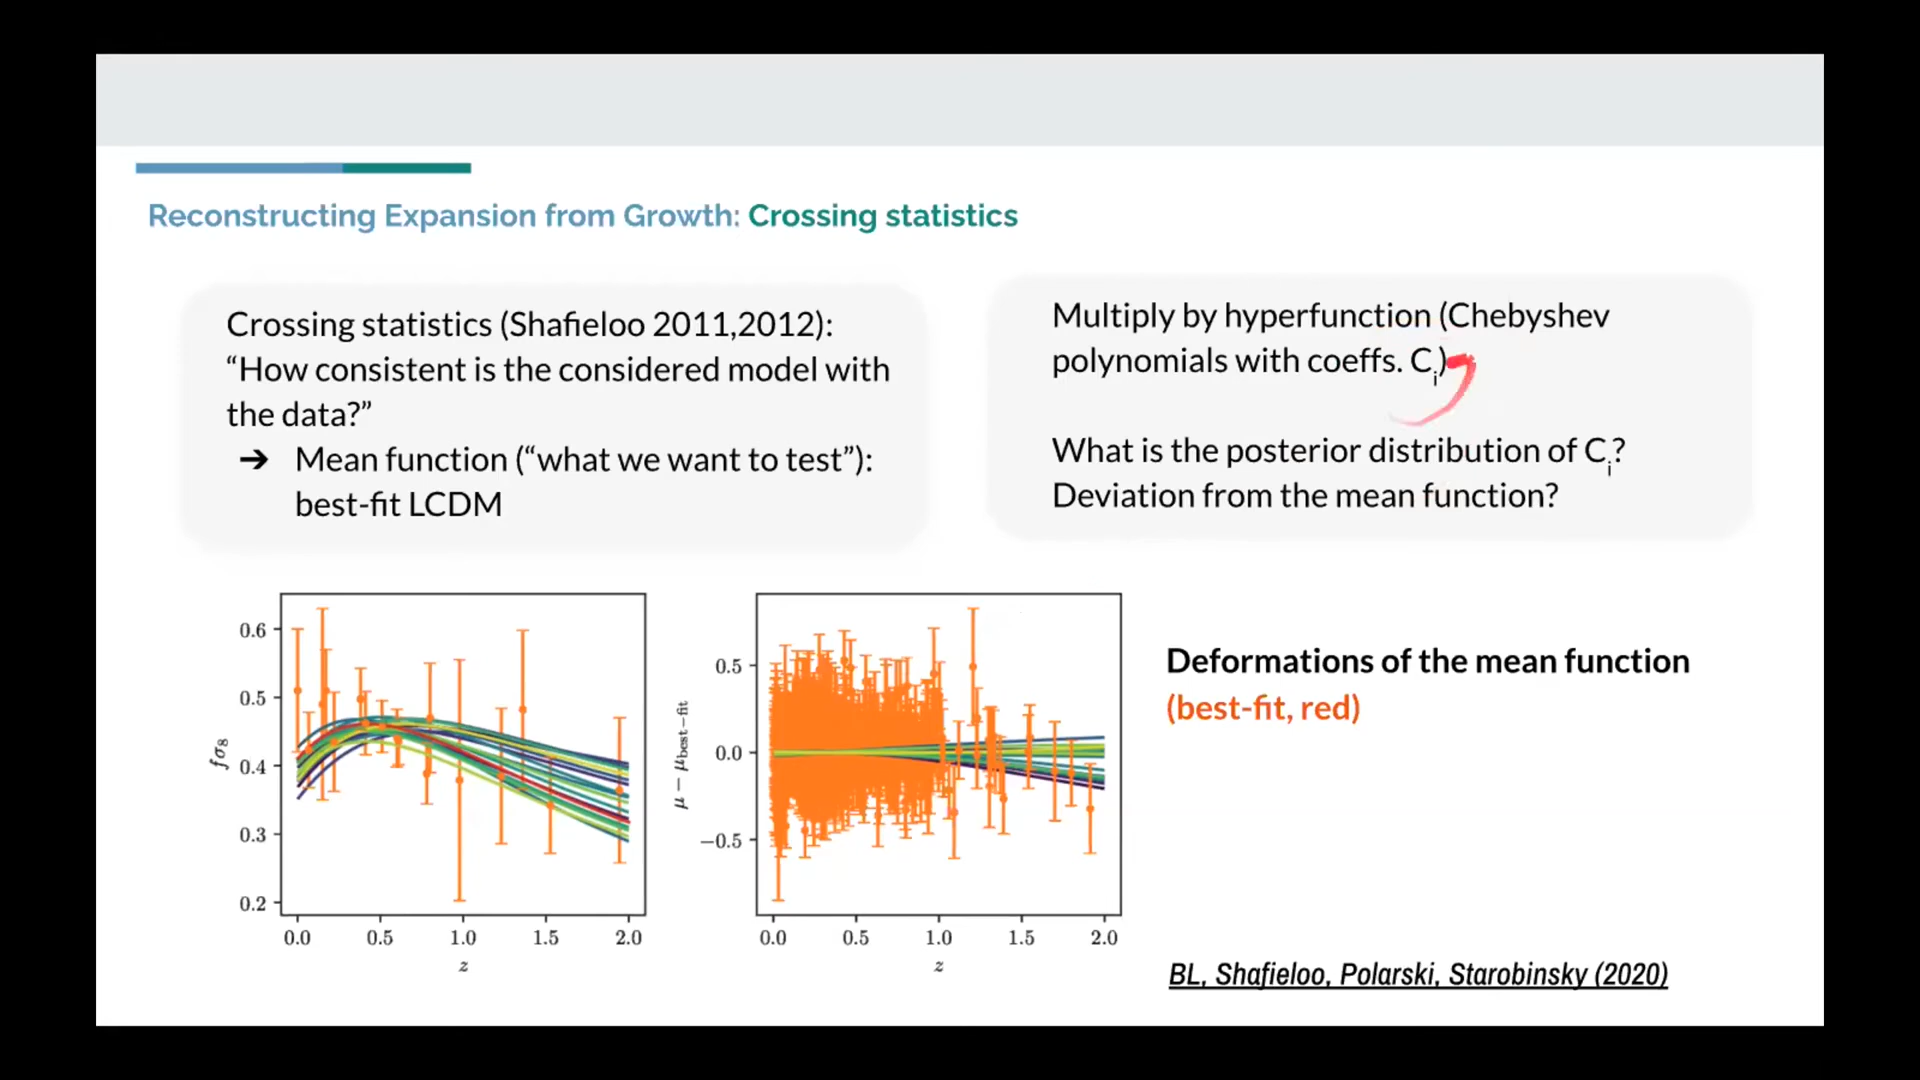 Reconstructing Expansion from Growth: Crossing statistics
Crossing statistics (Shafieloo 2011,2012):
“How consistent is the considered model with
the data?”
➔ Mean function (“what we want to test”):
best-fit LCDM
Multiply by hyperfunction (Chebyshev
polynomials with coeffs. Ci)
What is the posterior distribution of Ci?
Deviation from the mean function?
fσ8
0.6
0.5
0.4
0.3
0.2
0.0 0.5 1.0 1.5 2.0
z
μ − μbest−fit
0.5
0.0
−0.5
0.0 0.5 1.0 1.5 2.0
z
Deformations of the mean function
(best-fit, red)
BL, Shafieloo, Polarski, Starobinsky (2020)